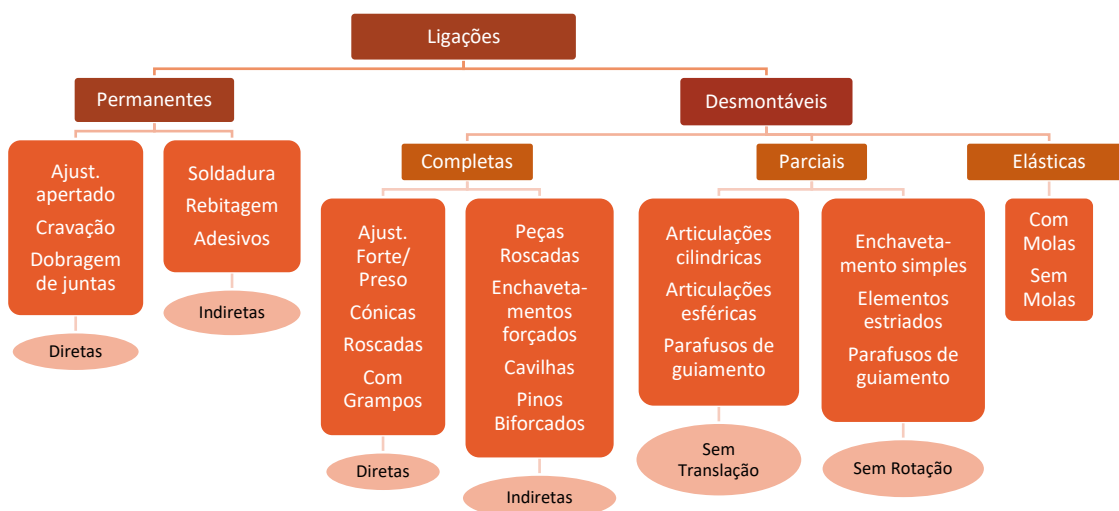 Ligações
Permanentes
Desmontáveis
Ajust.
apertado
Cravação
Dobragem
de juntas
Diretas
Soldadura
Rebitagem
Adesivos
Indiretas
Completas
Parciais
Elásticas
Ajust.
Forte/
Preso
Cónicas
Roscadas
Com
Grampos
Diretas
Peças
Roscadas
Enchaveta-
mentos
forçados
Cavilhas
Pinos
Biforcados
Indiretas
Articulações
cilindricas
Articulações
esféricas
Parafusos de
guiamento
Sem
Translação
Enchaveta-
mento simples
Elementos
estriados
Parafusos de
guiamento
Sem Rotação
Com
Molas
Sem
Molas